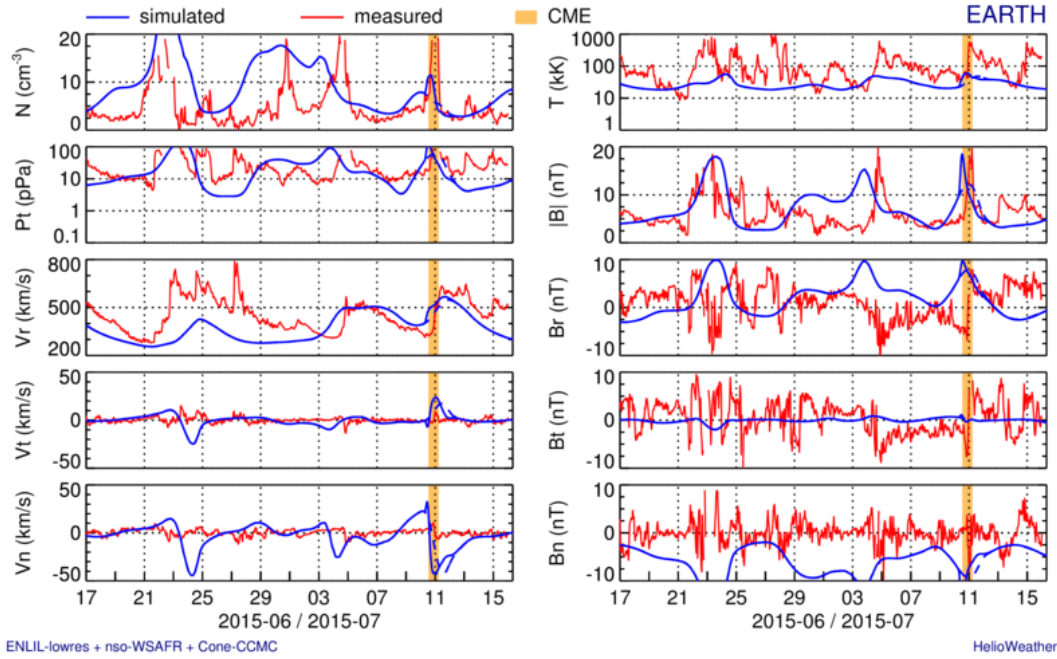 simulated measured CME EARTH
20
10
0
N (cm-3)
100
10
1
0.1
Pt (pPa)
800
500
200
Vr (km/s)
50
0
-50
Vt (km/s)
50
0
-50
Vn (km/s)
17 21 25 29 03 07 11 15
2015-06 / 2015-07
1000
100
10
1
T (kK)
20
10
0
|B| (nT)
10
0
-10
Br (nT)
10
0
-10
Bt (nT)
10
0
-10
Bn (nT)
17 21 25 29 03 07 11 15
2015-06 / 2015-07
ENLIL-lowres + nso-WSAFR + Cone-CCMC HelioWeather